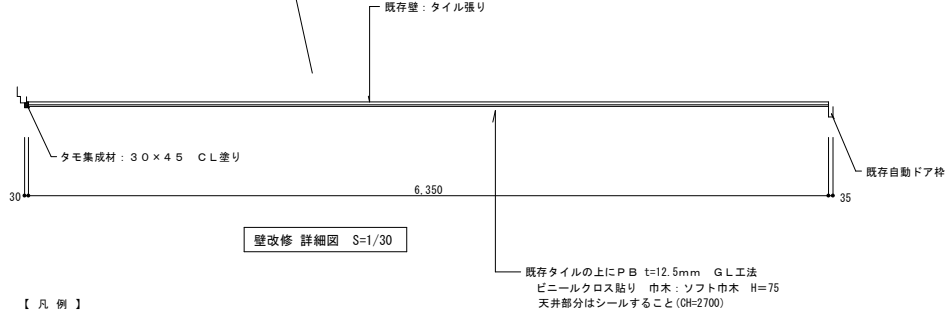 既存壁：タイル張り
タモ集成材：３０×４５　ＣＬ塗り
既存自動ドア枠
30
6,350
35
壁改修 詳細図　S=1/30
既存タイルの上にＰＢ t=12.5mm　ＧＬ工法
ビニールクロス貼り　巾木：ソフト巾木　H=75
天井部分はシールすること(CH=2700)
【 凡 例 】